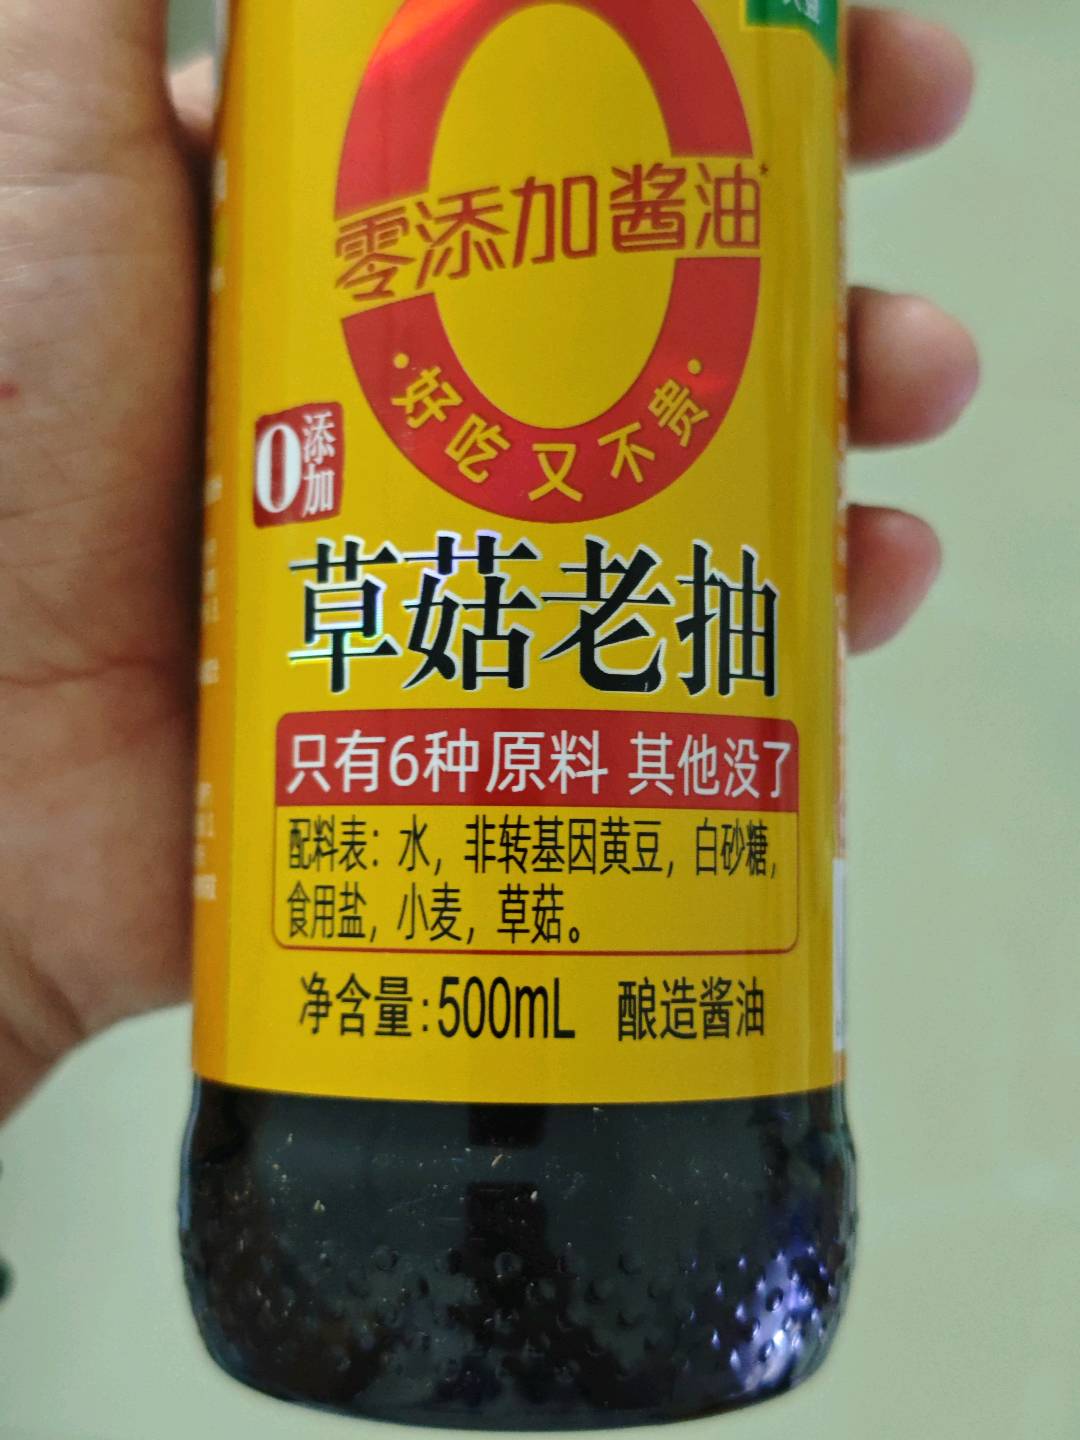 零添加酱油*
·好吃又不贵·
0添加
草菇老抽
只有6种原料 其他没了
配料表：水，非转基因黄豆，白砂糖，
食用盐，小麦，草菇。
净含量:500mL 酿造酱油